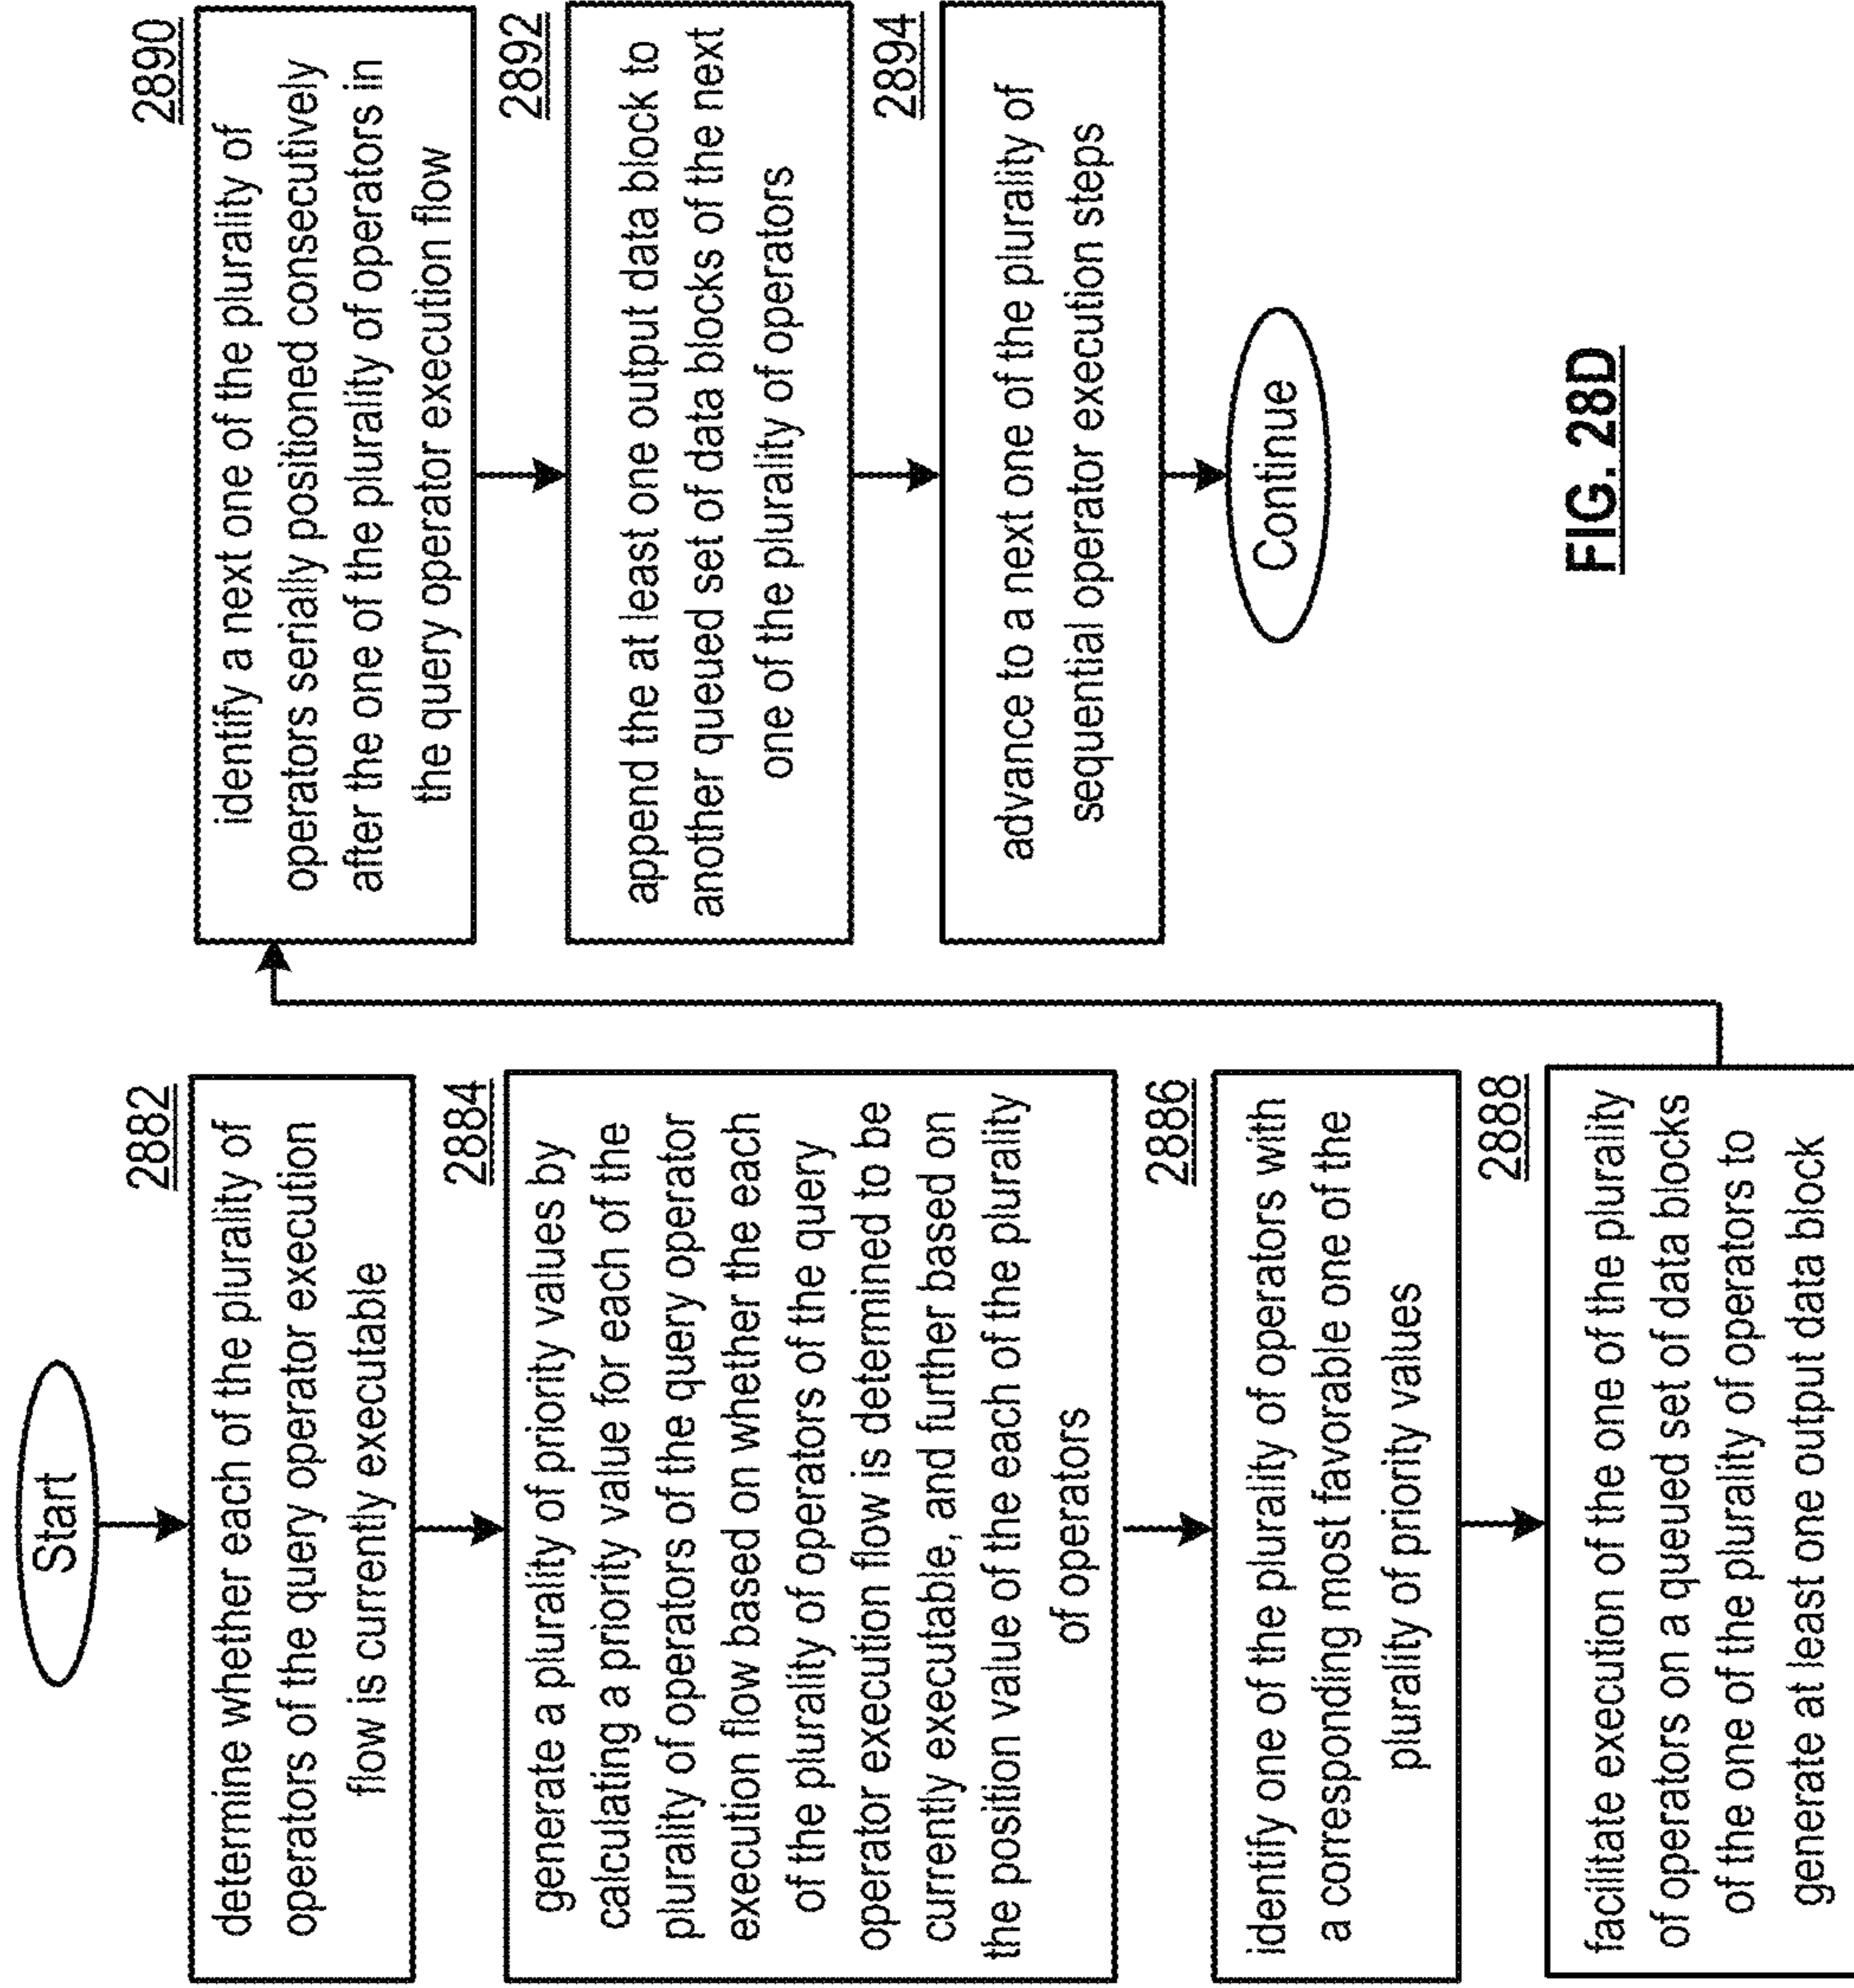 Start
2882
determine whether each of the plurality of
operators of the query operator execution
flow is currently executable
2884
generate a plurality of priority values by
calculating a priority value for each of the
plurality of operators of the query operator
execution flow based on whether the each
of the plurality of operators of the query
operator execution flow is determined to be
currently executable, and further based on
the position value of the each of the plurality
of operators
2886
identify one of the plurality of operators with
a corresponding most favorable one of the
plurality of priority values
2888
facilitate execution of the one of the plurality
of operators on a queued set of data blocks
of the one of the plurality of operators to
generate at least one output data block
2890
identify a next one of the plurality of
operators serially positioned consecutively
after the one of the plurality of operators in
the query operator execution flow
2892
append the at least one output data block to
another queued set of data blocks of the next
one of the plurality of operators
2894
advance to a next one of the plurality of
sequential operator execution steps
Continue
FIG. 28D